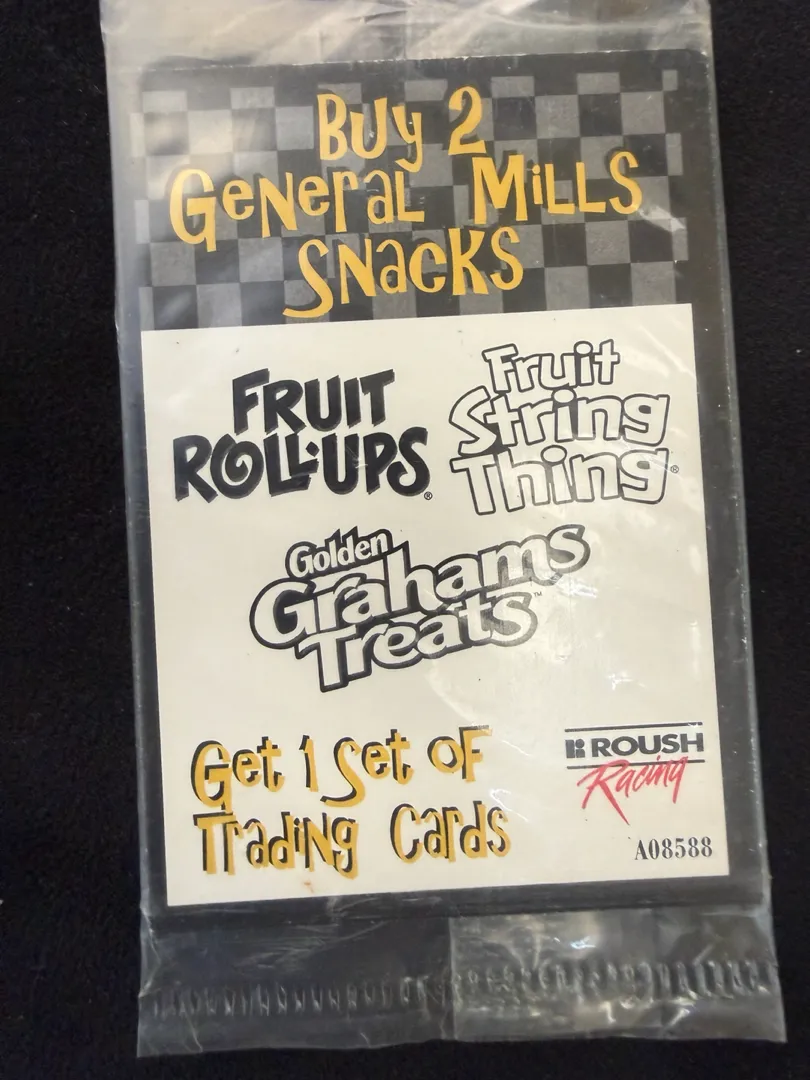 Buy 2
General Mills
Snacks
FRUIT
ROLL·UPS®
Fruit
String
Thing®
Golden
Grahams
Treats™
Get 1 Set of
Trading Cards
ROUSH
Racing
A08588